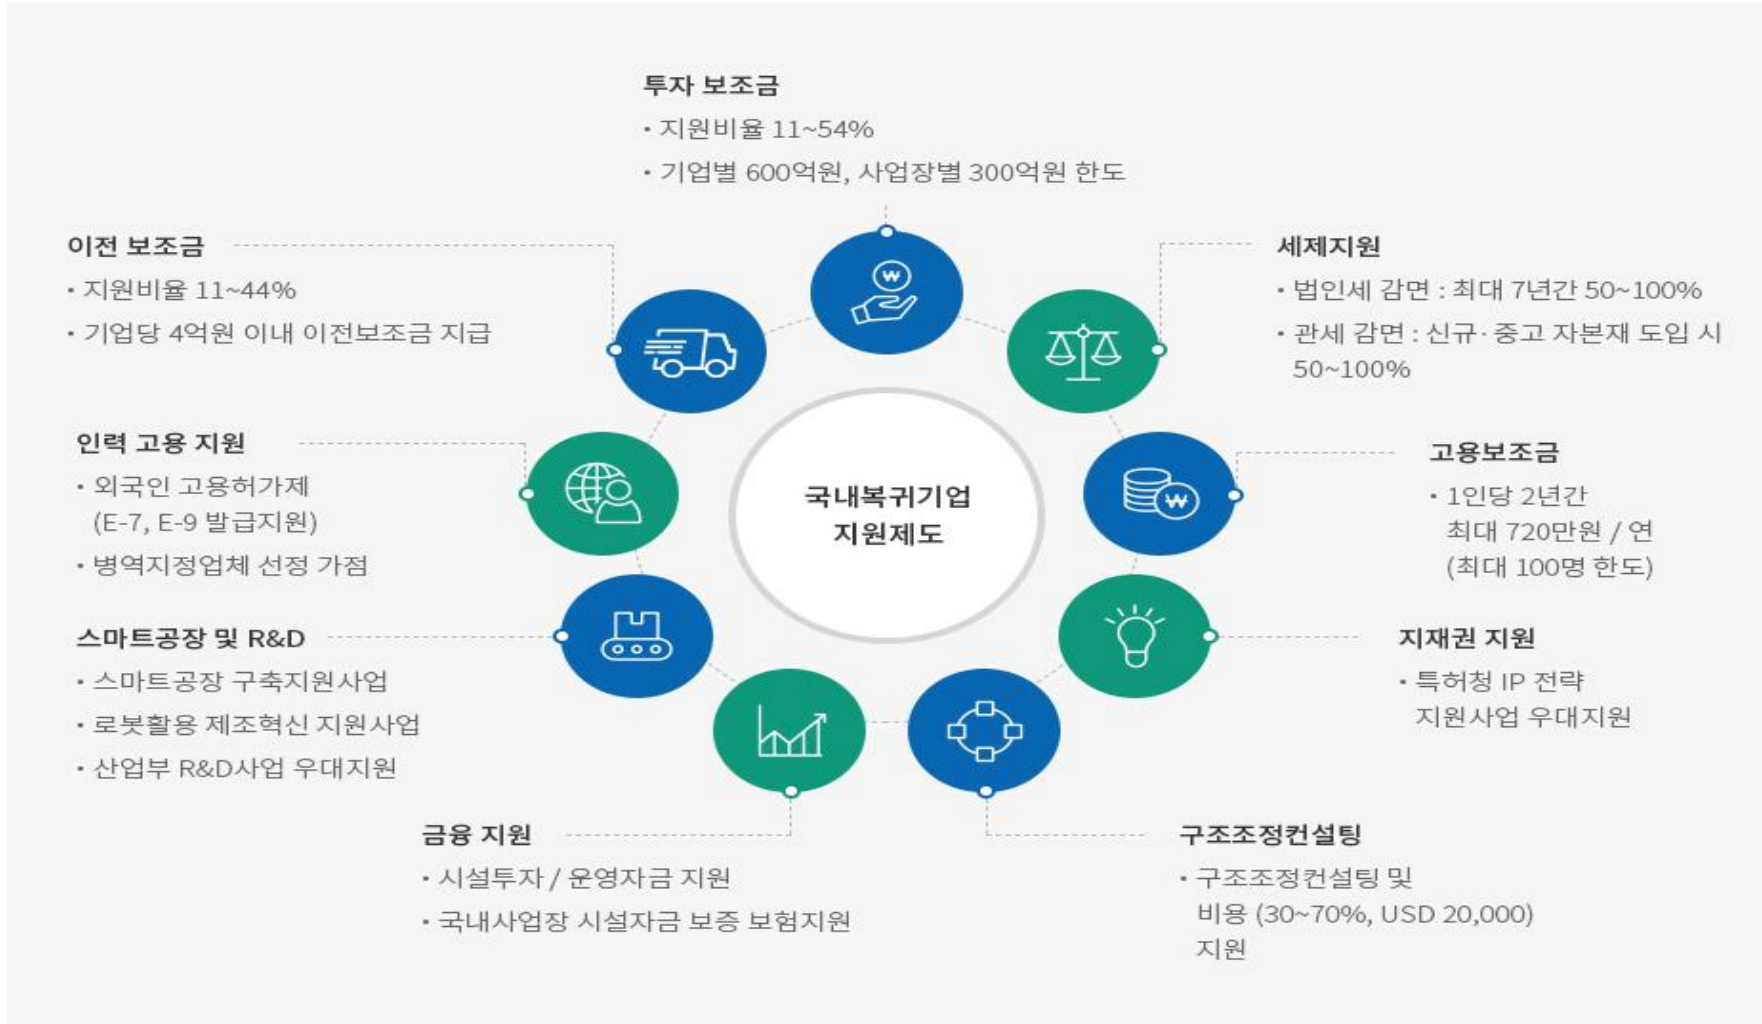 투자 보조금
· 지원비율 11~54%
· 기업별 600억원, 사업장별 300억원 한도
이전 보조금
· 지원비율 11~44%
· 기업당 4억원 이내 이전보조금 지급
세제지원
· 법인세 감면 : 최대 7년간 50~100%
· 관세 감면 : 신규· 중고 자본재 도입 시
50~100%
인력 고용 지원
· 외국인 고용허가제
(E-7, E-9 발급지원)
· 병역지정업체 선정 가점
국내복귀기업
지원제도
고용보조금
· 1인당 2년간
최대 720만원 / 연
(최대 100명 한도)
스마트공장 및 R&D
· 스마트공장 구축지원사업
· 로봇활용 제조혁신 지원사업
· 산업부 R&D사업 우대지원
지재권 지원
· 특허청 IP 전략
지원사업 우대지원
금융 지원
· 시설투자 / 운영자금 지원
· 국내사업장 시설자금 보증 보험지원
구조조정컨설팅
· 구조조정컨설팅 및
비용 (30~70%, USD 20,000)
지원